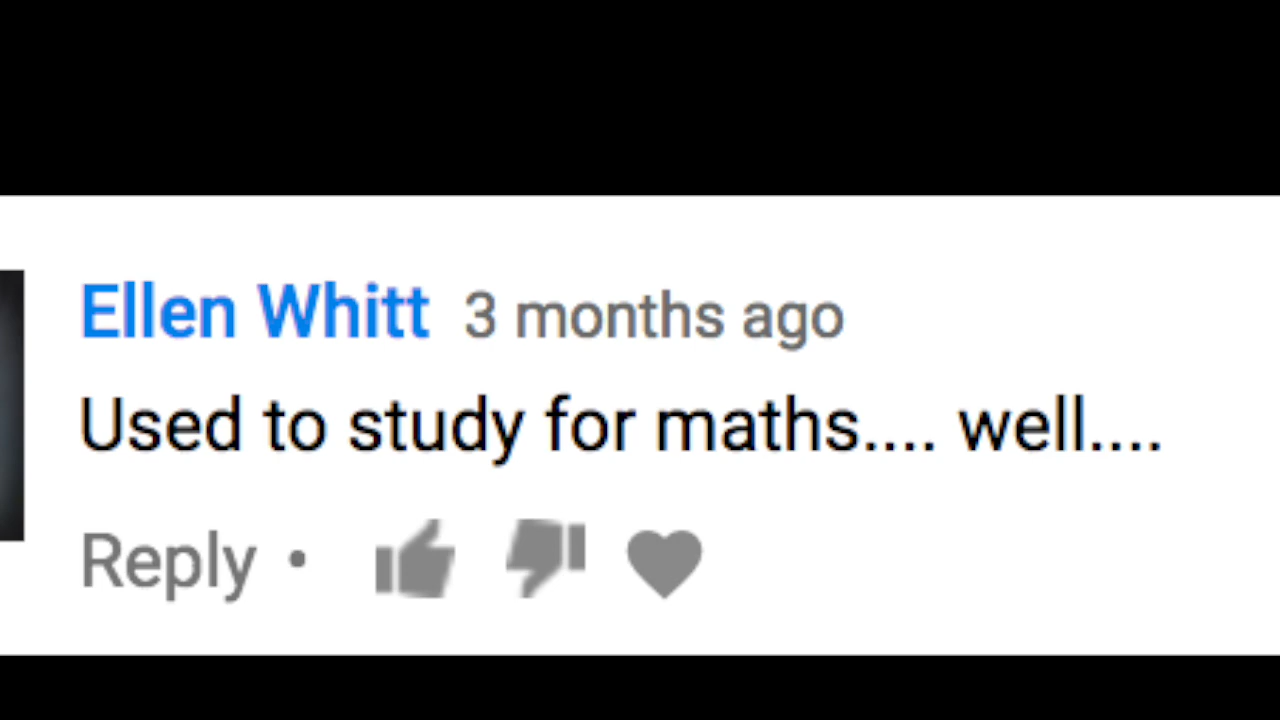 Ellen Whitt 3 months ago
Used to study for maths.... well....
Reply •